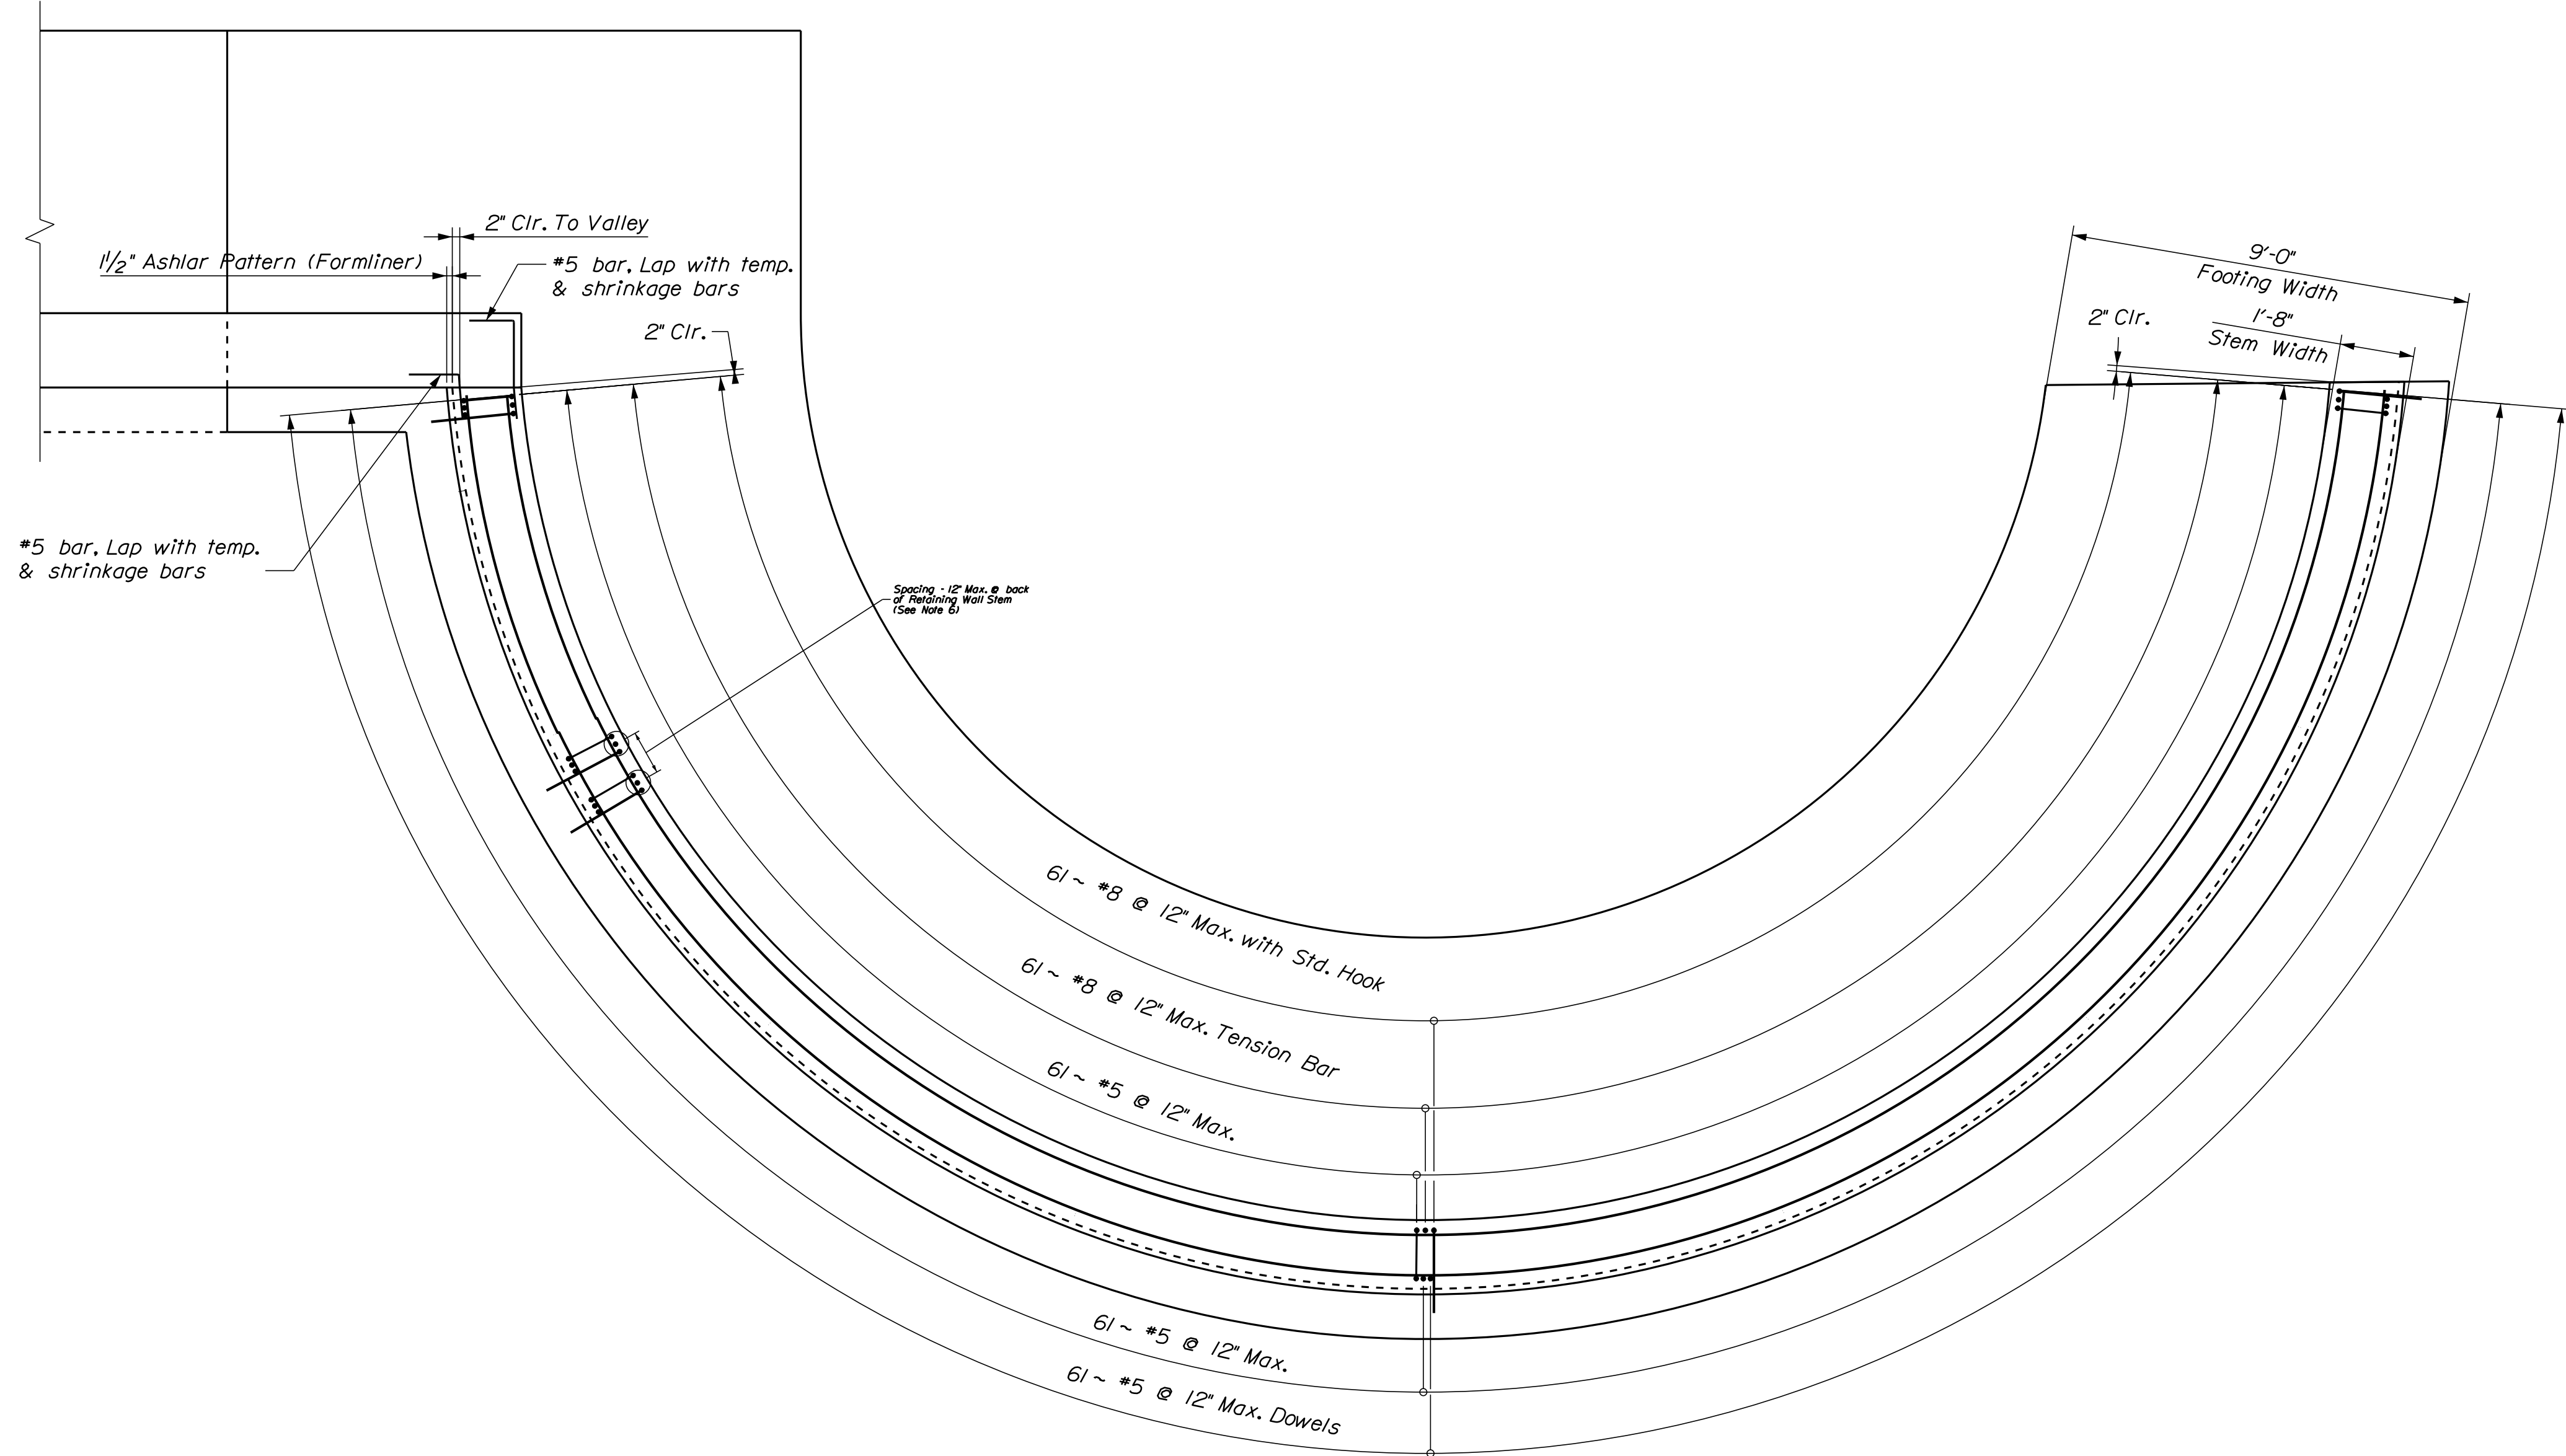 2" Clr. To Valley
1 1/2" Ashlar Pattern (Formliner)
#5 bar, Lap with temp.
& shrinkage bars
2" Clr.
9'-0"
Footing Width
2" Clr.
1'-8"
Stem Width
#5 bar, Lap with temp.
& shrinkage bars
Spacing - 12" Max. @ back
of Retaining Wall Stem
(See Note 6)
61 ~ #8 @ 12" Max. with Std. Hook
61 ~ #8 @ 12" Max. Tension Bar
61 ~ #5 @ 12" Max.
61 ~ #5 @ 12" Max.
61 ~ #5 @ 12" Max. Dowels